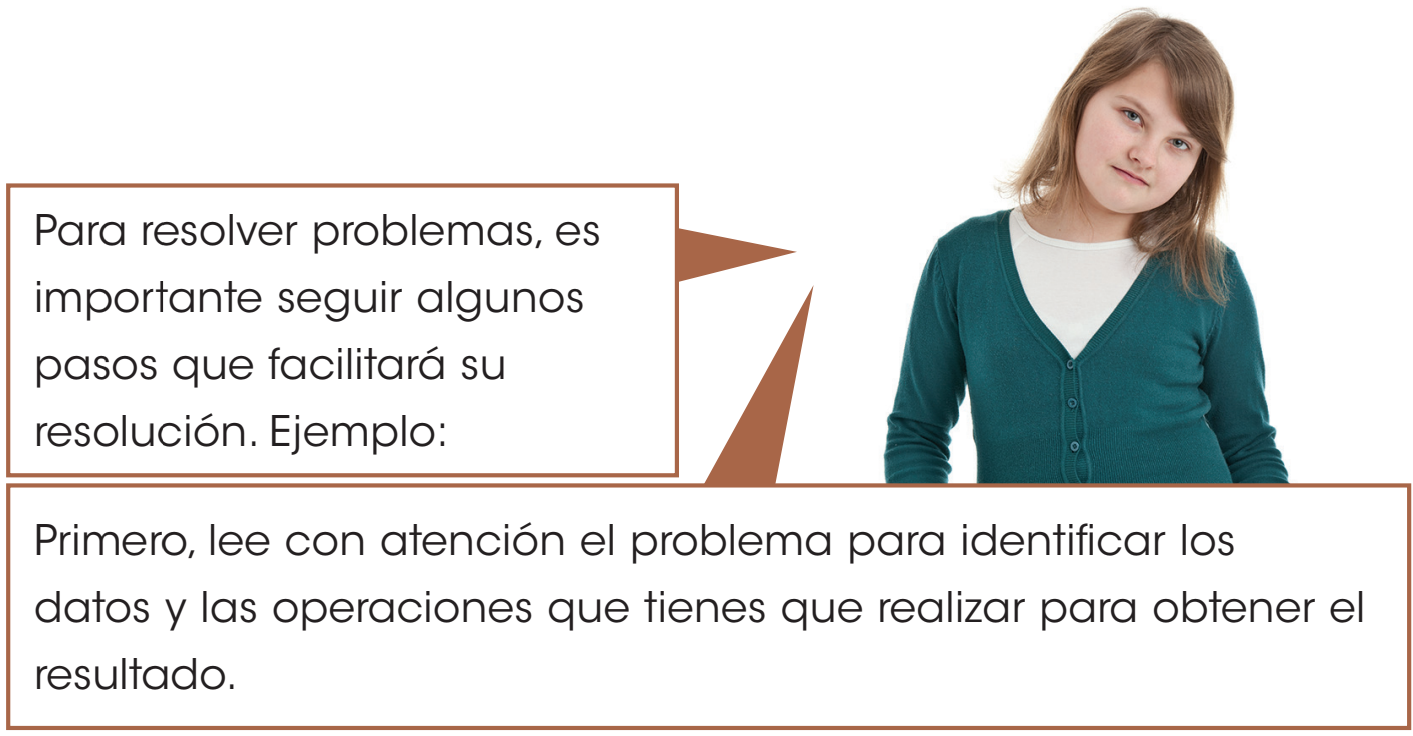 Para resolver problemas, es
importante seguir algunos
pasos que facilitará su
resolución. Ejemplo:
Primero, lee con atención el problema para identificar los
datos y las operaciones que tienes que realizar para obtener el
resultado.